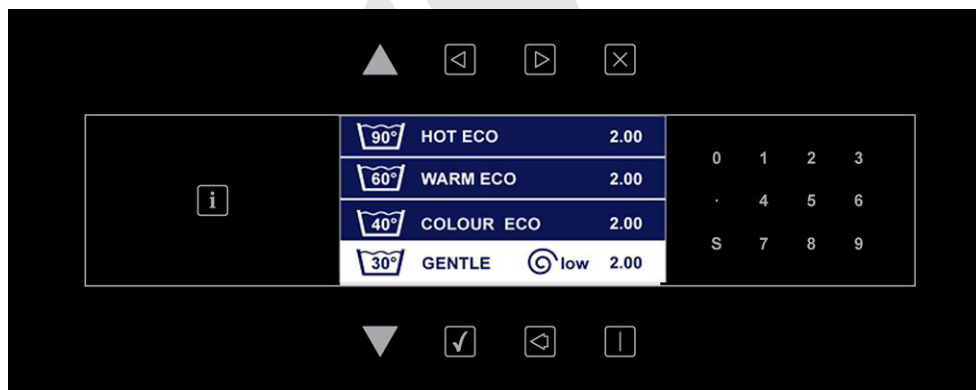 90° HOT ECO 2.00
60° WARM ECO 2.00
40° COLOUR ECO 2.00
30° GENTLE low 2.00
i
0 1 2 3
· 4 5 6
S 7 8 9